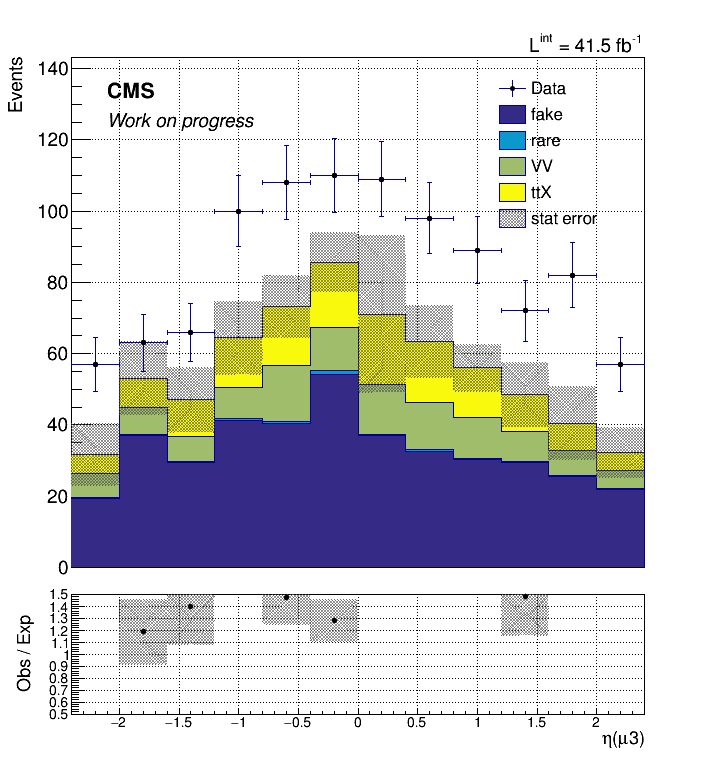 L^int = 41.5 fb^-1
Events
CMS
Work on progress
Data
fake
rare
VV
ttX
stat error
140
120
100
80
60
40
20
0
Obs / Exp
1.5
1.4
1.3
1.2
1.1
1
0.9
0.8
0.7
0.6
0.5
−2 −1.5 −1 −0.5 0 0.5 1 1.5 2
η(μ3)